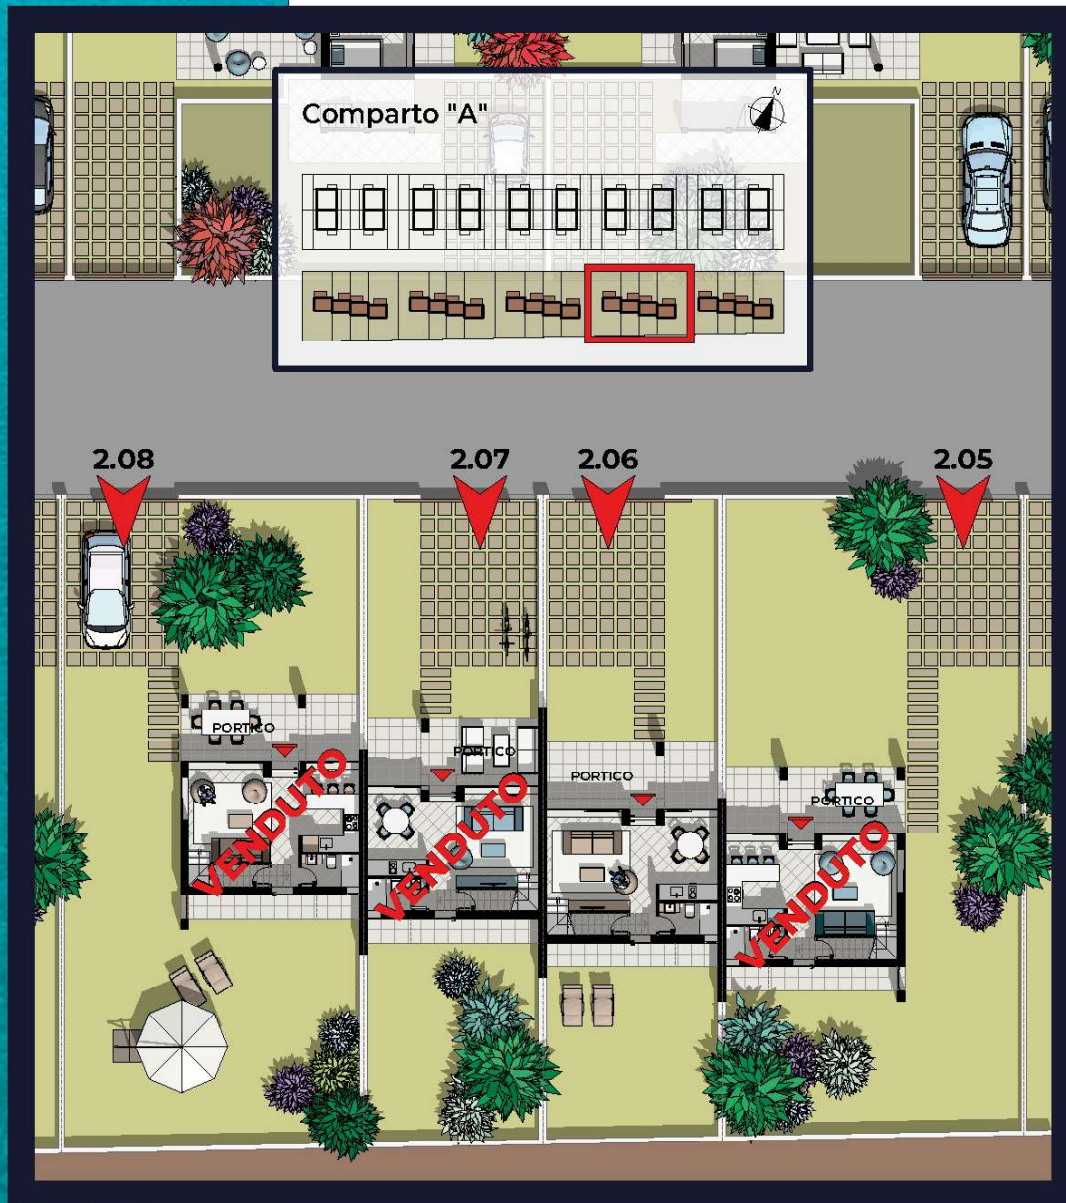 Comparto "A"
N
2.08
2.07
2.06
2.05
PORTICO
PORTICO
PORTICO
PORTICO
VENDUTO
VENDUTO
VENDUTO